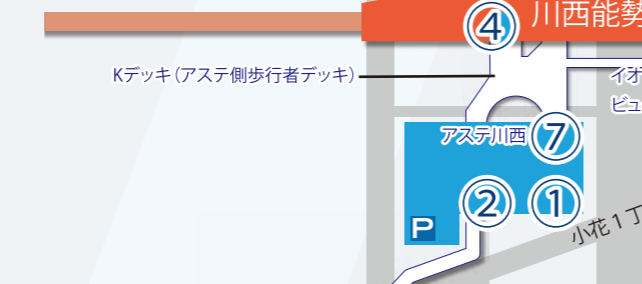 ④ 川西能勢
Kデッキ（アステ側歩行者デッキ）
イオ
ビュ
アステ川西 ⑦
② ①
P
小花1丁